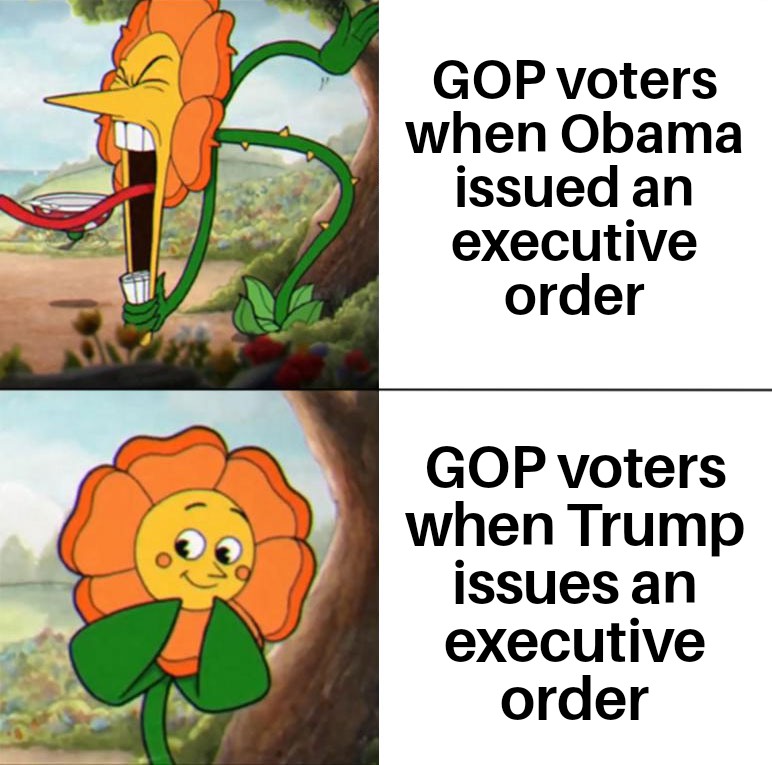 GOP voters
when Obama
issued an
executive
order
GOP voters
when Trump
issues an
executive
order